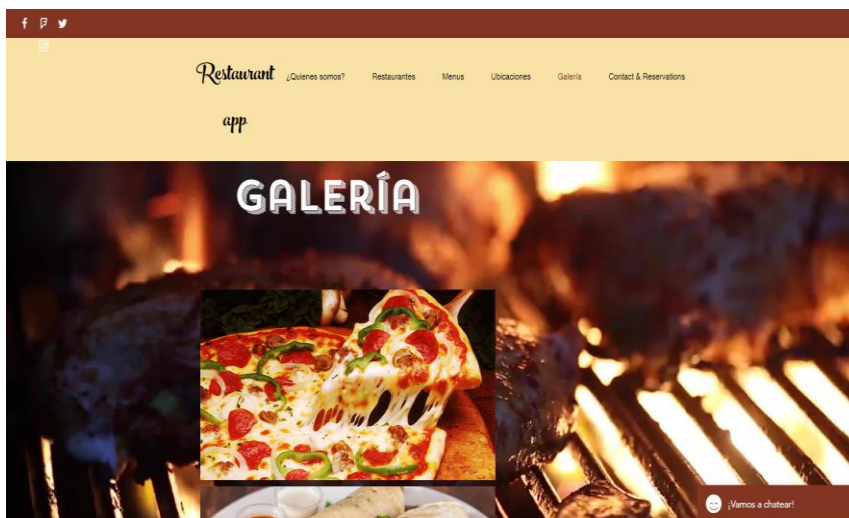 Restaurant
app
¿Quienes somos?
Restaurantes
Menus
Ubicaciones
Galería
Contact & Reservations
GALERÍA
¡Vamos a chatear!